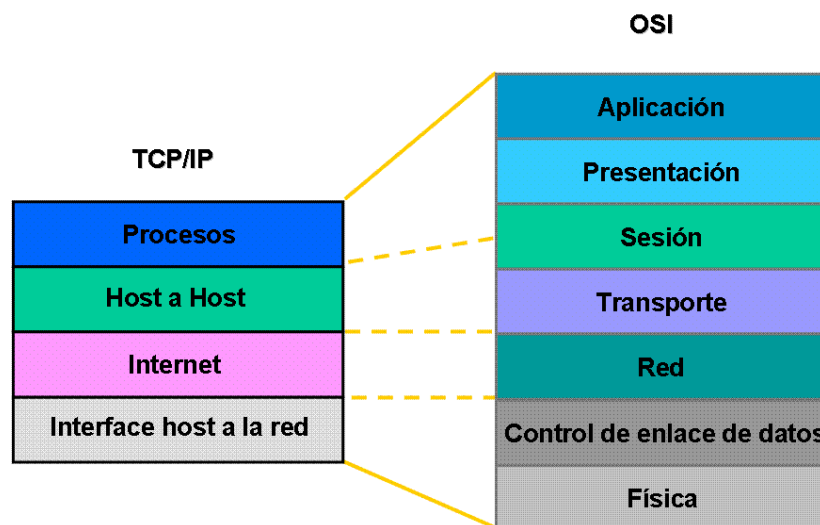 OSI
TCP/IP
Procesos
Host a Host
Internet
Interface host a la red
Aplicación
Presentación
Sesión
Transporte
Red
Control de enlace de datos
Física